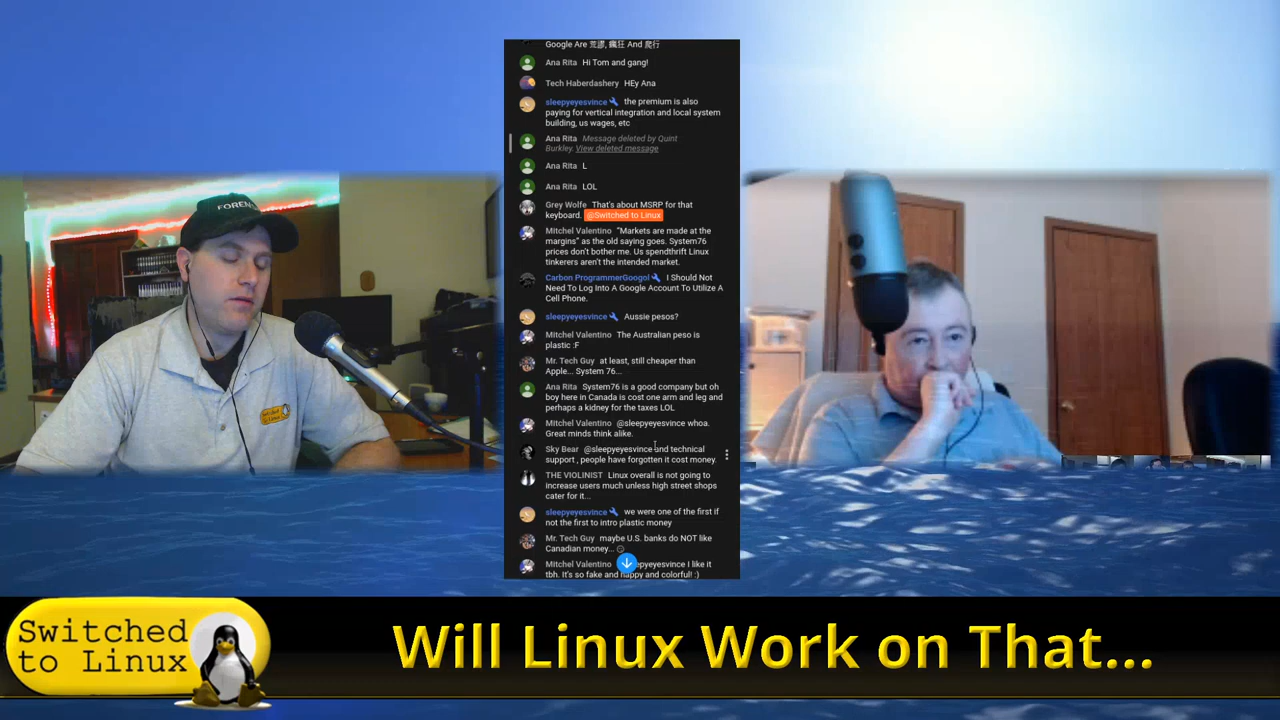 Google Are 荒謬, 瘋狂 And 爬行
Ana Rita Hi Tom and gang!
Tech Haberdashery HEy Ana
sleepyeyesvince the premium is also
paying for vertical integration and local system
building, us wages, etc
Ana Rita Message deleted by Quint
Burkley. View deleted message
Ana Rita L
Ana Rita LOL
Grey Wolfe That's about MSRP for that
keyboard. @Switched to Linux
Mitchel Valentino "Markets are made at the
margins" as the old saying goes. System76
prices don't bother me. Us spendthrift Linux
tinkerers aren't the intended market.
Carbon ProgrammerGoogol I Should Not
Need To Log Into A Google Account To Utilize A
Cell Phone.
sleepyeyesvince Aussie pesos?
Mitchel Valentino The Australian peso is
plastic :F
Mr. Tech Guy at least, still cheaper than
Apple... System 76...
Ana Rita System76 is a good company but oh
boy here in Canada is cost one arm and leg and
perhaps a kidney for the taxes LOL
Mitchel Valentino @sleepyeyesvince whoa.
Great minds think alike.
Sky Bear @sleepyeyesvince and technical
support , people have forgotten it cost money.
THE VIOLINIST Linux overall is not going to
increase users much unless high street shops
cater for it...
sleepyeyesvince we were one of the first if
not the first to intro plastic money
Mr. Tech Guy maybe U.S. banks do NOT like
Canadian money...
Mitchel Valentino epyeyesvince I like it
tbh. It's so fake and happy and colorful! :)
FOREN
Switched
to Linux
Will Linux Work on That...